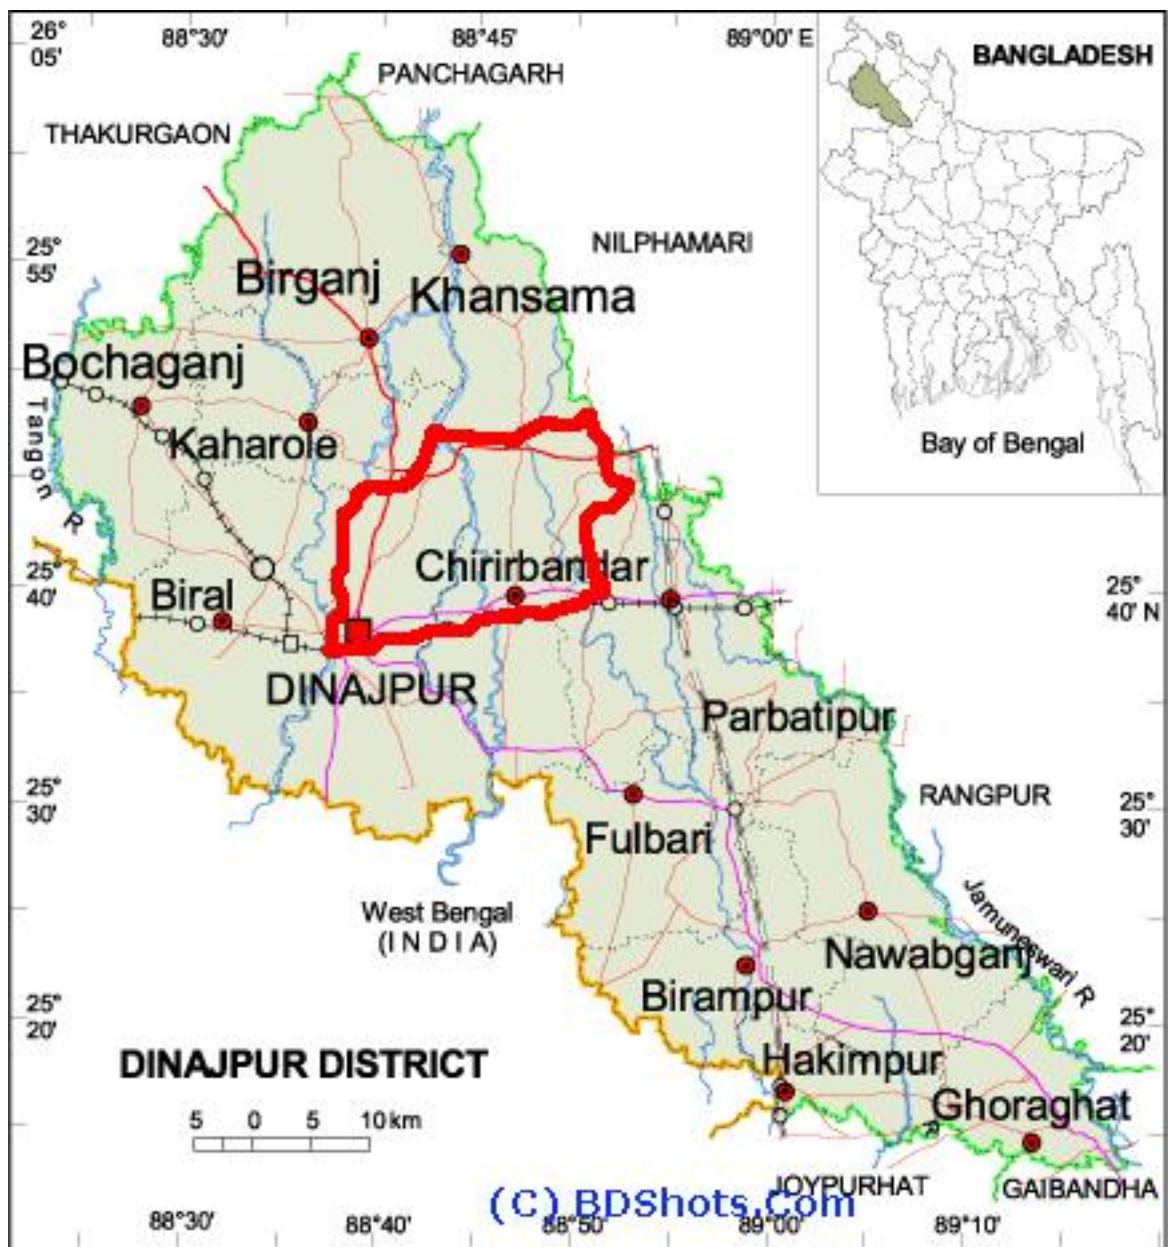 26°
05'
88°30'
88°45'
89°00' E
BANGLADESH
PANCHAGARH
THAKURGAON
NILPHAMARI
25°
55'
Birganj
Khansama
Bochaganj
Tangon R
Kaharole
Bay of Bengal
Chirirbandar
25°
40'
Biral
25°
40' N
DINAJPUR
Parbatipur
25°
30'
RANGPUR
25°
30'
Fulbari
West Bengal
(I N D I A)
Jamuneswari R
Nawabganj
Birampur
25°
20'
25°
20'
DINAJPUR DISTRICT
Hakimpur
Ghoraghat
5 0 5 10 km
R
JOYPURHAT
GAIBANDHA
(C) BDShots.Com
88°30'
88°40'
88°50'
89°00'
89°10'